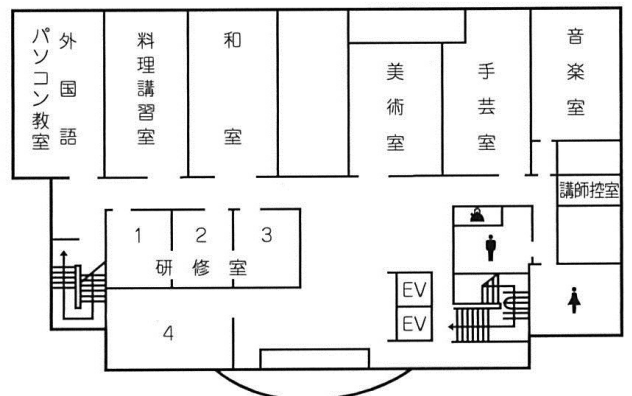 外国語
パソコン教室
料理講習室
和室
美術室
手芸室
音楽室
講師控室
1 2 3
研修室
4
EV
EV